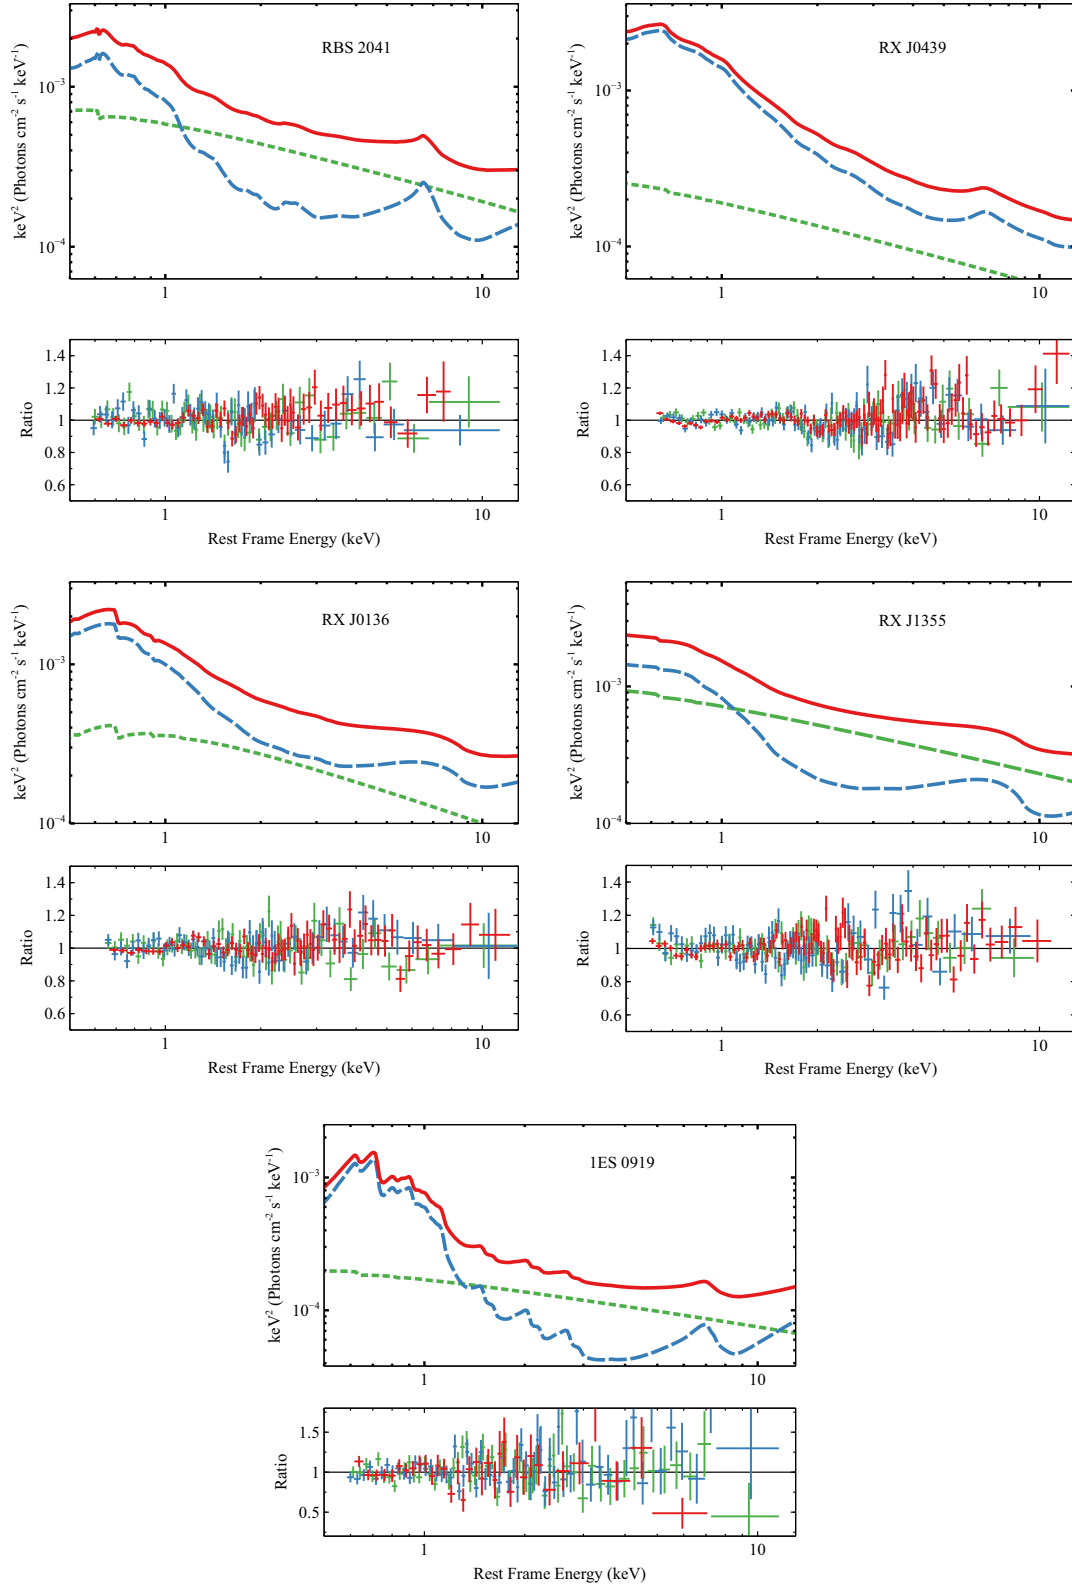 RBS 2041
keV² (Photons cm⁻² s⁻¹ keV⁻¹)
10⁻³
10⁻⁴
1
10
RX J0439
keV² (Photons cm⁻² s⁻¹ keV⁻¹)
10⁻³
10⁻⁴
1
10
Ratio
1.4
1.2
1
0.8
0.6
1
10
Rest Frame Energy (keV)
Ratio
1.4
1.2
1
0.8
0.6
1
10
Rest Frame Energy (keV)
RX J0136
keV² (Photons cm⁻² s⁻¹ keV⁻¹)
10⁻³
10⁻⁴
1
10
RX J1355
keV² (Photons cm⁻² s⁻¹ keV⁻¹)
10⁻³
10⁻⁴
1
10
Ratio
1.4
1.2
1
0.8
0.6
1
10
Rest Frame Energy (keV)
Ratio
1.4
1.2
1
0.8
0.6
1
10
Rest Frame Energy (keV)
1ES 0919
keV² (Photons cm⁻² s⁻¹ keV⁻¹)
10⁻³
10⁻⁴
1
10
Ratio
1.5
1
0.5
1
10
Rest Frame Energy (keV)